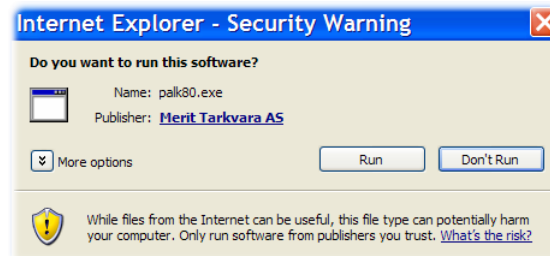 Internet Explorer - Security Warning
Do you want to run this software?
Name: palk80.exe
Publisher: Merit Tarkvara AS
More options
Run
Don't Run
While files from the Internet can be useful, this file type can potentially harm
your computer. Only run software from publishers you trust. What's the risk?